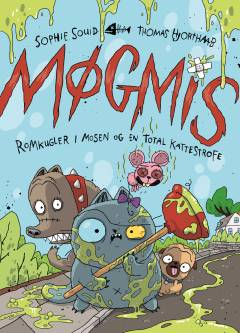 SOPHIE SOUID THOMAS HJORTHAAB
MØGMIS
ROMKUGLER I MOSEN OG EN TOTAL KATTESTROFE